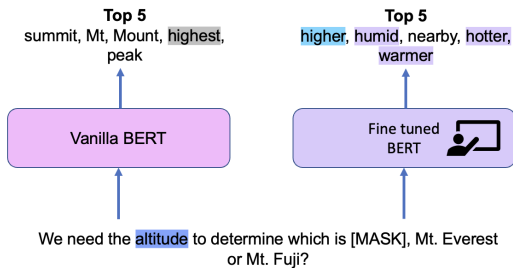 Top 5
summit, Mt, Mount, highest,
peak
Top 5
higher, humid, nearby, hotter,
warmer
Vanilla BERT
Fine tuned
BERT
We need the altitude to determine which is [MASK], Mt. Everest
or Mt. Fuji?